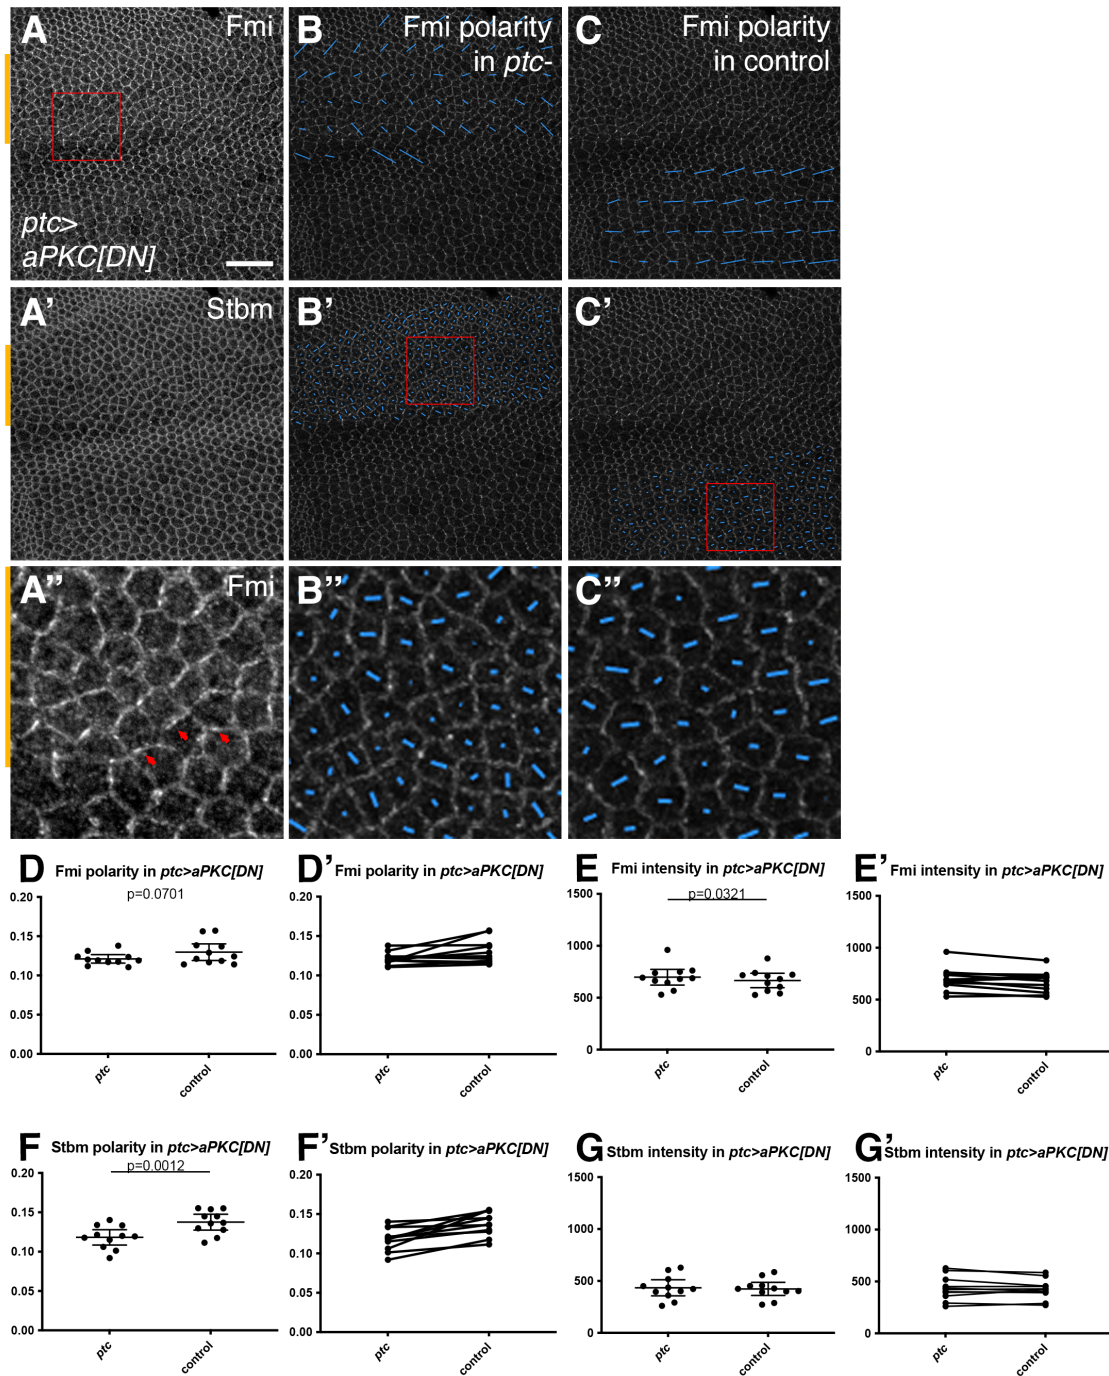 A
Fmi
ptc>
aPKC[DN]
B
Fmi polarity
in ptc-
C
Fmi polarity
in control
A'
Stbm
B'
C'
A''
Fmi
B''
C''
D
Fmi polarity in ptc>aPKC[DN]
p=0.0701
0.20
0.15
0.10
0.05
0.00
ptc
control
D'
Fmi polarity in ptc>aPKC[DN]
0.20
0.15
0.10
0.05
0.00
ptc
control
E
Fmi intensity in ptc>aPKC[DN]
p=0.0321
1500
1000
500
0
ptc
control
E'
Fmi intensity in ptc>aPKC[DN]
1500
1000
500
0
ptc
control
F
Stbm polarity in ptc>aPKC[DN]
p=0.0012
0.20
0.15
0.10
0.05
0.00
ptc
control
F'
Stbm polarity in ptc>aPKC[DN]
0.20
0.15
0.10
0.05
0.00
ptc
control
G
Stbm intensity in ptc>aPKC[DN]
1500
1000
500
0
ptc
control
G'
Stbm intensity in ptc>aPKC[DN]
1500
1000
500
0
ptc
control